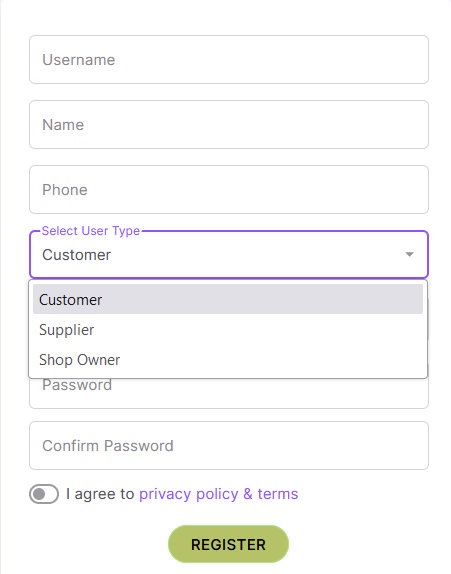 Username
Name
Phone
Select User Type
Customer
Customer
Supplier
Shop Owner
Password
Confirm Password
I agree to privacy policy & terms
REGISTER